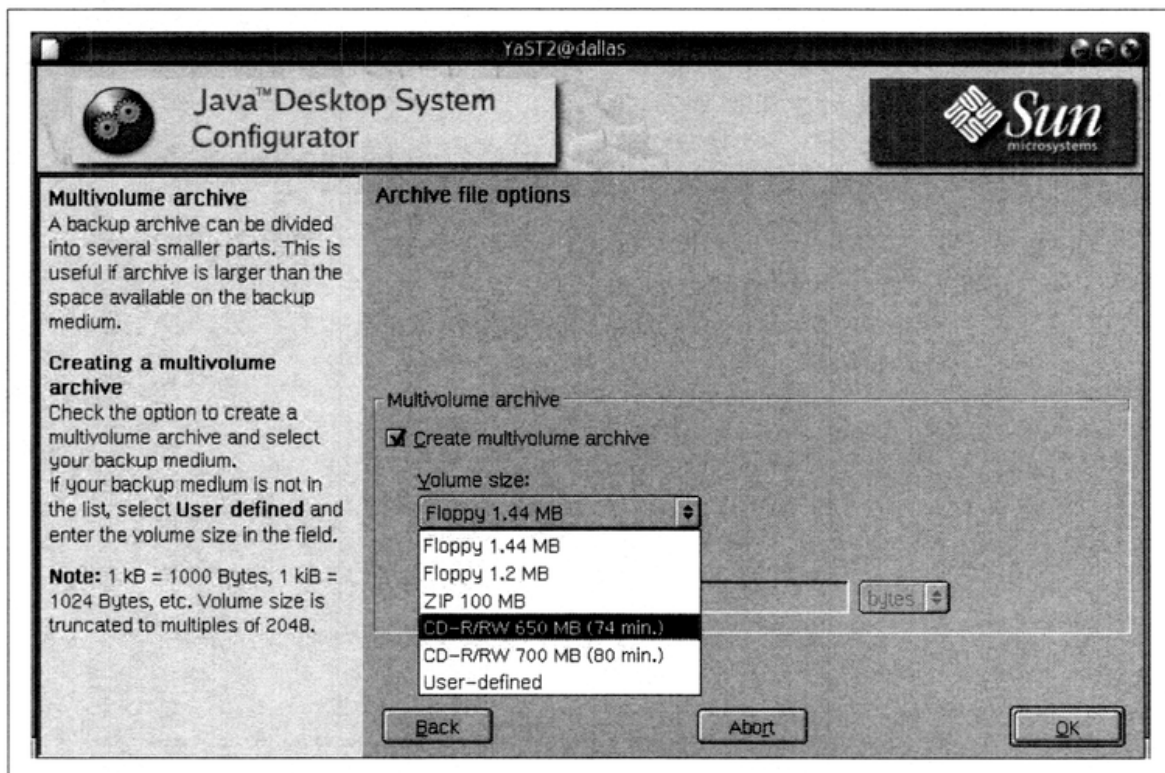 YaST2@dallas
Java™Desktop System
Configurator
Sun
microsystems
Multivolume archive
A backup archive can be divided
into several smaller parts. This is
useful if archive is larger than the
space available on the backup
medium.
Creating a multivolume
archive
Check the option to create a
multivolume archive and select
your backup medium.
If your backup medium is not in
the list, select User defined and
enter the volume size in the field.
Note: 1 kB = 1000 Bytes, 1 kiB =
1024 Bytes, etc. Volume size is
truncated to multiples of 2048.
Archive file options
Multivolume archive
Create multivolume archive
Volume size:
Floppy 1.44 MB
Floppy 1.44 MB
Floppy 1.2 MB
ZIP 100 MB
CD-R/RW 650 MB (74 min.)
CD-R/RW 700 MB (80 min.)
User-defined
bytes
Back
Abort
OK